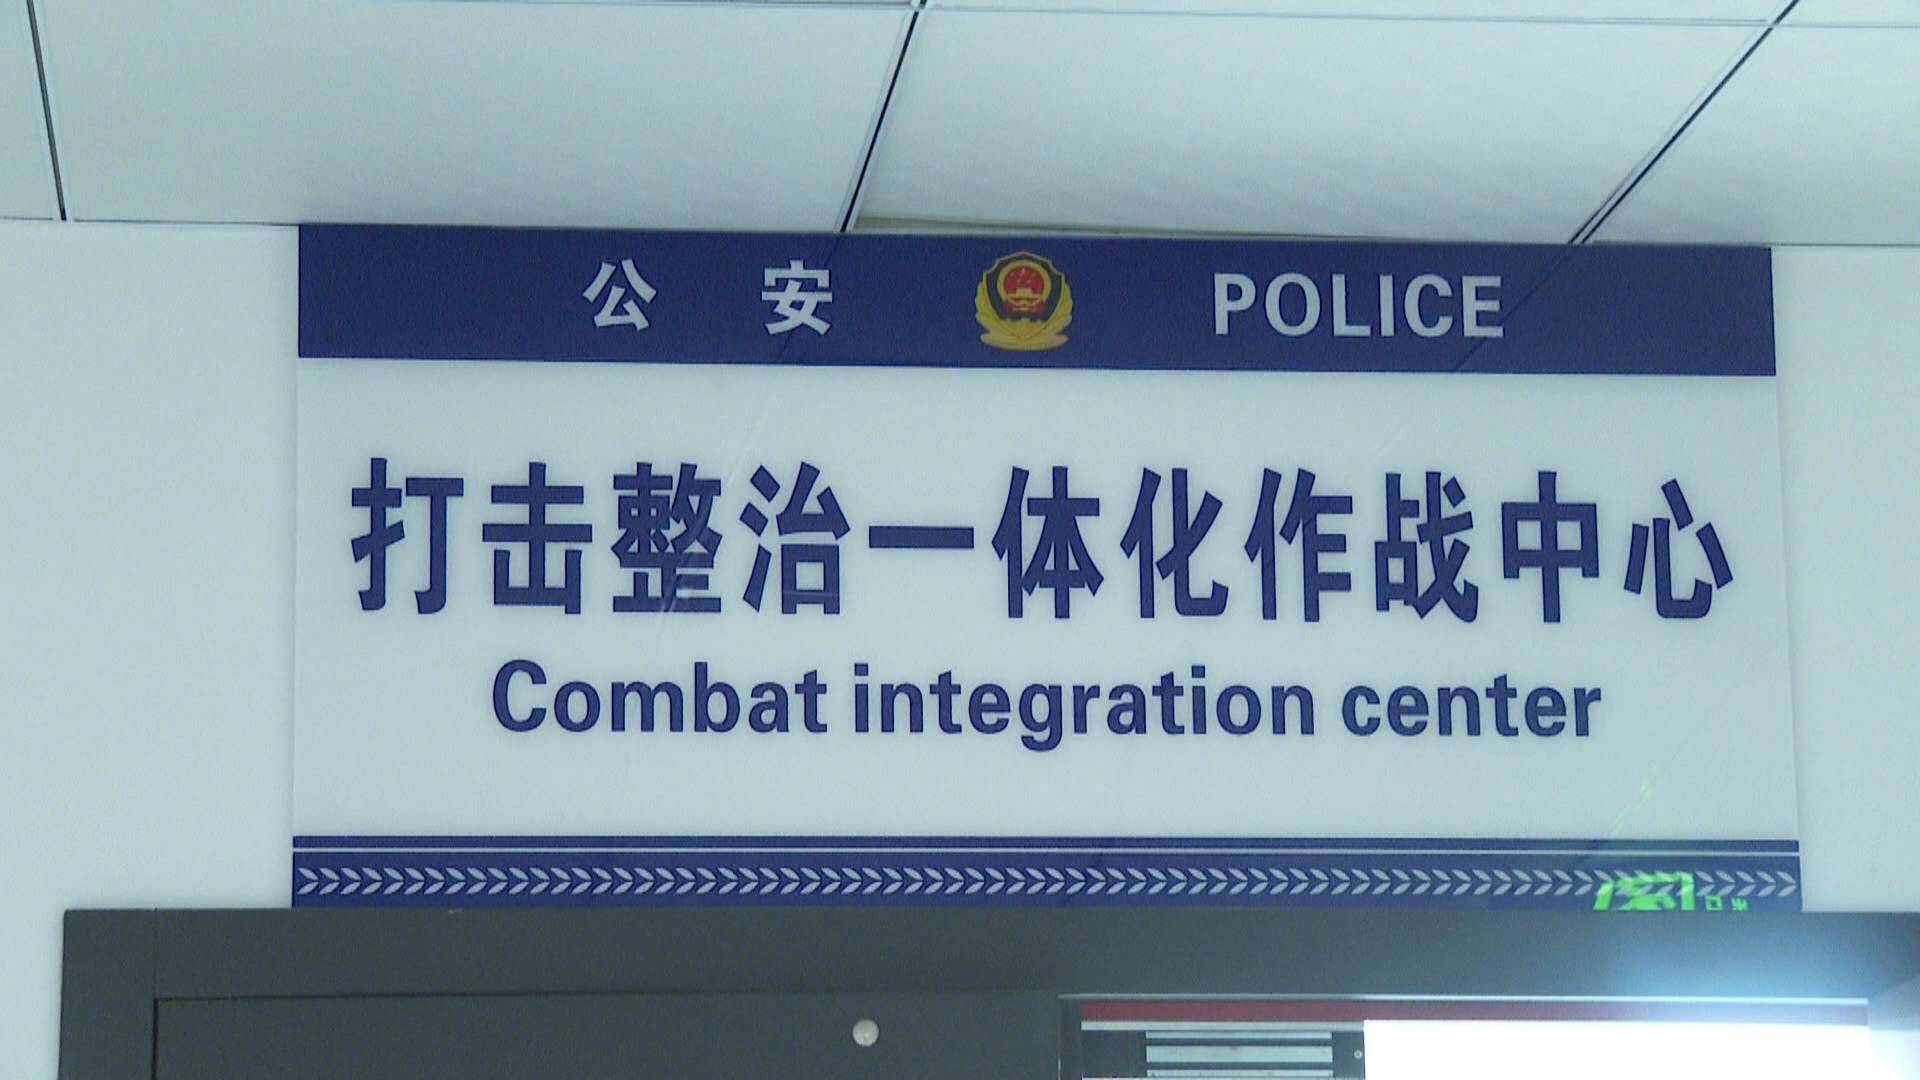 公安 POLICE
打击整治一体化作战中心
Combat integration center